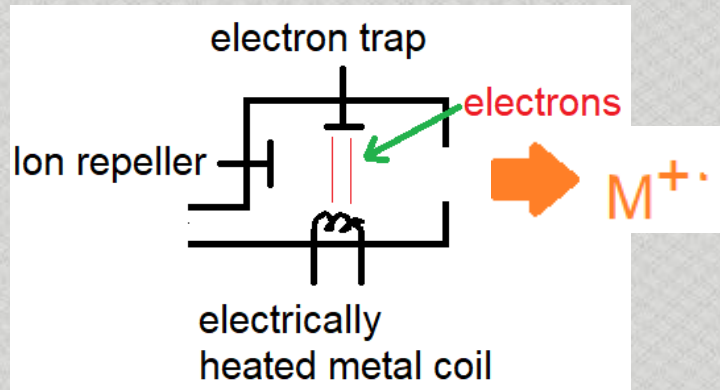 electron trap
electrons
Ion repeller
M+·
electrically
heated metal coil